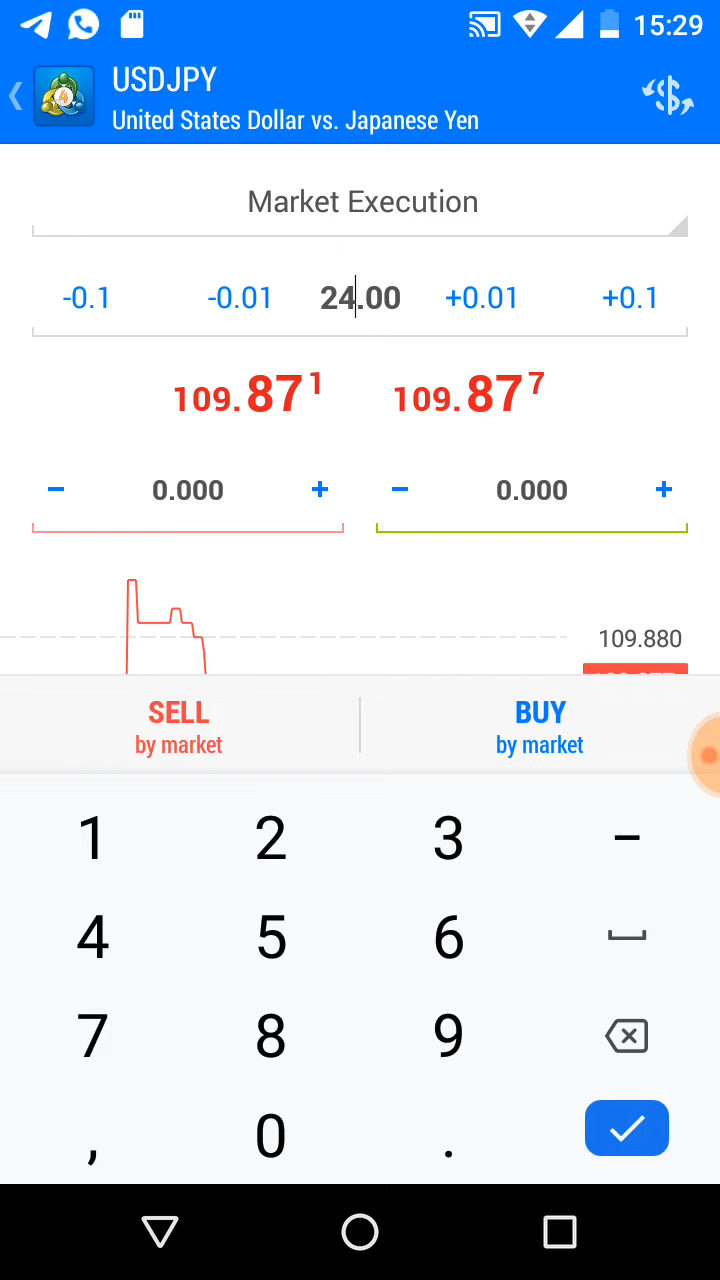 15:29
USDJPY
United States Dollar vs. Japanese Yen
Market Execution
-0.1 -0.01 24.00 +0.01 +0.1
109.871 109.877
− 0.000 + − 0.000 +
109.880
SELL BUY
by market by market
1 2 3 −
4 5 6
7 8 9
, 0 .